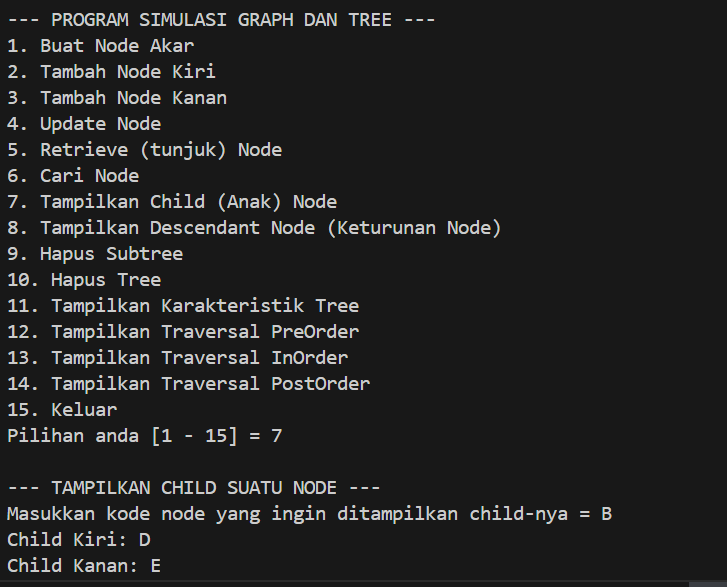 --- PROGRAM SIMULASI GRAPH DAN TREE ---
1. Buat Node Akar
2. Tambah Node Kiri
3. Tambah Node Kanan
4. Update Node
5. Retrieve (tunjuk) Node
6. Cari Node
7. Tampilkan Child (Anak) Node
8. Tampilkan Descendant Node (Keturunan Node)
9. Hapus Subtree
10. Hapus Tree
11. Tampilkan Karakteristik Tree
12. Tampilkan Traversal PreOrder
13. Tampilkan Traversal InOrder
14. Tampilkan Traversal PostOrder
15. Keluar
Pilihan anda [1 - 15] = 7
--- TAMPILKAN CHILD SUATU NODE ---
Masukkan kode node yang ingin ditampilkan child-nya = B
Child Kiri: D
Child Kanan: E